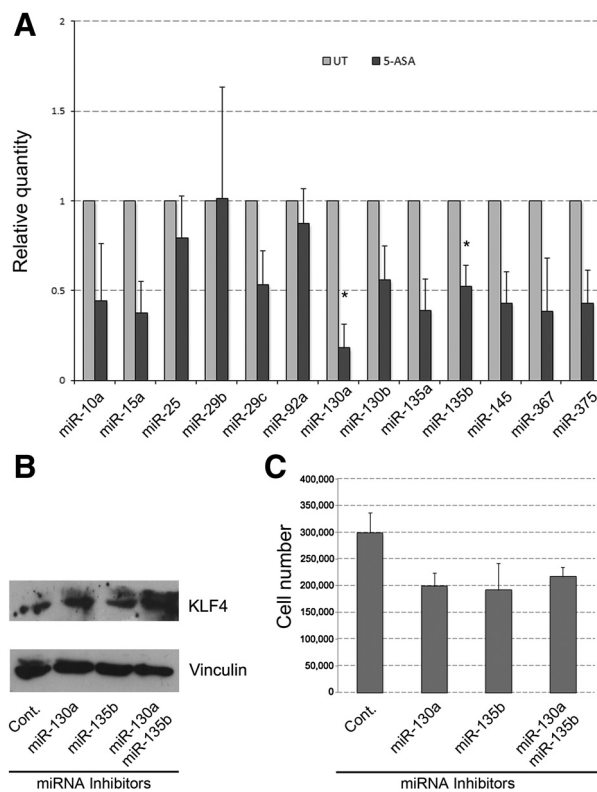 A
2
1.5
1
0.5
0
Relative quantity
UT
5-ASA
*
*
miR-10a
miR-15a
miR-25
miR-29b
miR-29c
miR-92a
miR-130a
miR-130b
miR-135a
miR-135b
miR-145
miR-367
miR-375
B
KLF4
Vinculin
Cont.
miR-130a
miR-135b
miR-130a
miR-135b
miRNA Inhibitors
C
400,000
350,000
300,000
250,000
200,000
150,000
100,000
50,000
0
Cell number
Cont.
miR-130a
miR-135b
miR-130a
miR-135b
miRNA Inhibitors